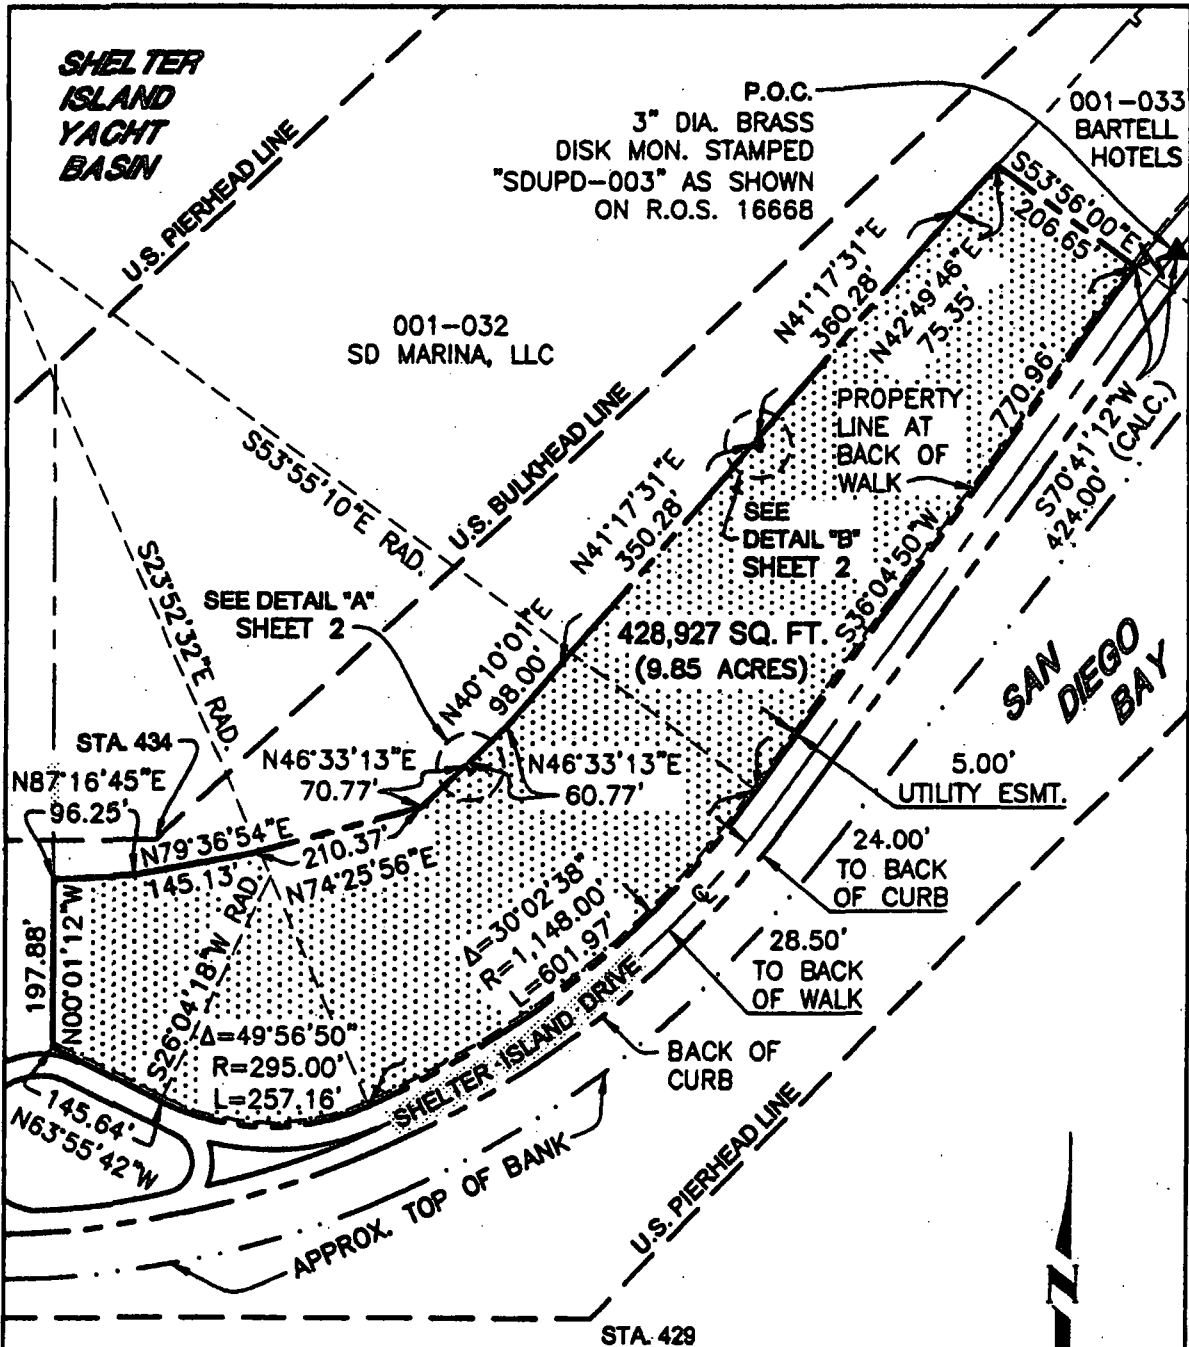 SHELTER
ISLAND
YACHT
BASIN
U.S. PIERHEAD LINE
P.O.C.
3" DIA. BRASS
DISK MON. STAMPED
"SDUPD-003" AS SHOWN
ON R.O.S. 16668
001-033
BARTELL
HOTELS
S53°56'00"E
206.65'
001-032
SD MARINA, LLC
N41°17'31"E
360.28'
N42°49'46"E
75.35'
PROPERTY
LINE AT
BACK OF
WALK
770.96'
S70°41'12"W
424.00' (CALC.)
S53°55'10"E RAD.
U.S. BULKHEAD LINE
N41°17'31"E
350.28'
SEE
DETAIL "B"
SHEET 2
S36°04'50"W
S23°52'32"E RAD.
SEE DETAIL "A"
SHEET 2
N40°10'01"E
98.00'
428,927 SQ. FT.
(9.85 ACRES)
SAN
DIEGO
BAY
STA. 434
N87°16'45"E
96.25'
N46°33'13"E
70.77'
N46°33'13"E
60.77'
5.00'
UTILITY ESMT.
N79°36'54"E
145.13'
210.37'
N74°25'56"E
24.00'
TO BACK
OF CURB
197.88'
N00°01'12"W
S26°04'18"W RAD.
Δ=30°02'38"
R=1,148.00'
L=601.97'
℄
28.50'
TO BACK
OF WALK
Δ=49°56'50"
R=295.00'
L=257.16'
SHELTER ISLAND DRIVE
BACK OF
CURB
145.64'
N63°55'42"W
APPROX. TOP OF BANK
U.S. PIERHEAD LINE
N
STA. 429